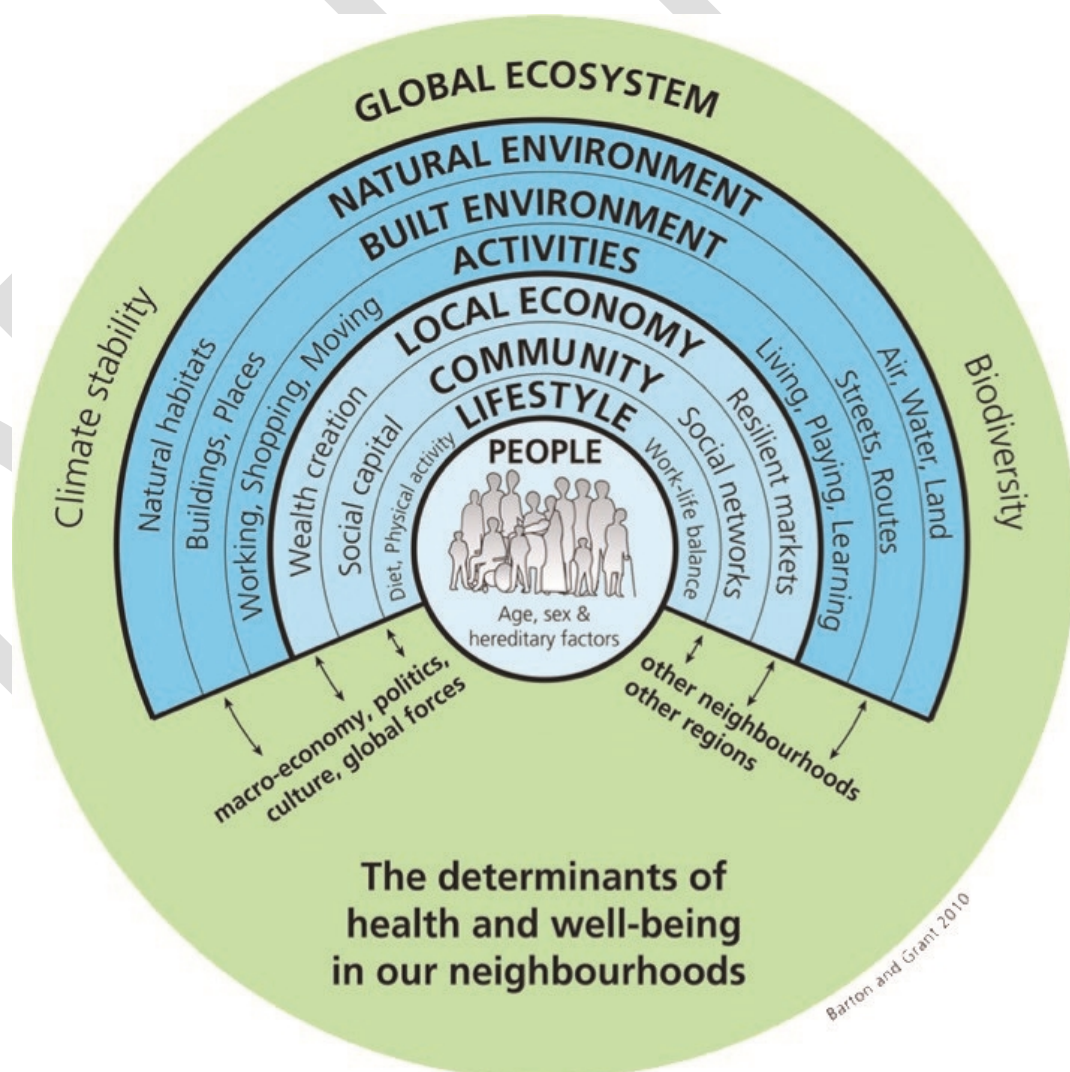 GLOBAL ECOSYSTEM
NATURAL ENVIRONMENT
BUILT ENVIRONMENT
ACTIVITIES
LOCAL ECONOMY
COMMUNITY
LIFESTYLE
PEOPLE
Age, sex &
hereditary factors
Climate stability
Natural habitats
Buildings, Places
Working, Shopping, Moving
Wealth creation
Social capital
Diet, Physical activity
Work-life balance
Social networks
Resilient markets
Living, Playing, Learning
Streets, Routes
Air, Water, Land
Biodiversity
macro-economy, politics,
culture, global forces
other neighbourhoods
other regions
The determinants of
health and well-being
in our neighbourhoods
Barton and Grant 2010